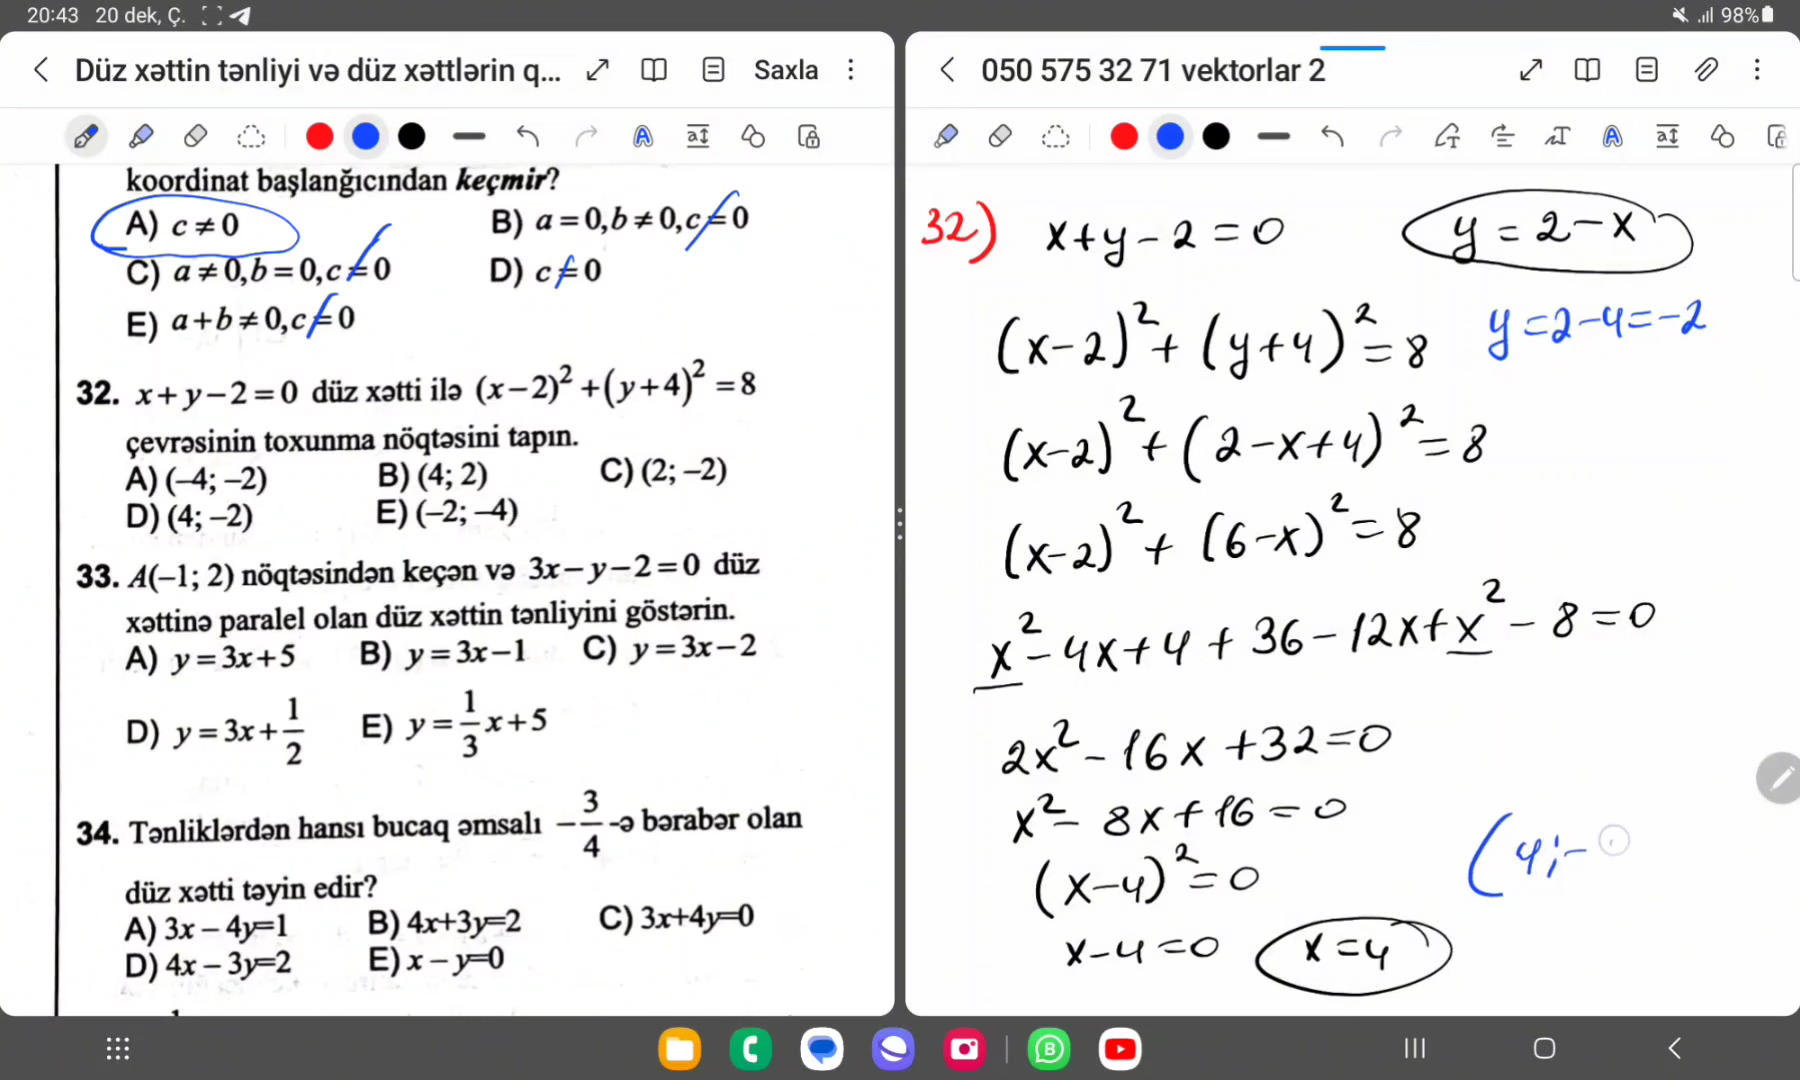 20:43 20 dek, Ç.
98%
Düz xəttin tənliyi və düz xəttlərin q...
Saxla
koordinat başlanğıcından keçmir?
A) c≠0
B) a=0,b≠0,c=0
C) a≠0,b=0,c=0
D) c=0
E) a+b≠0,c=0
32. x+y−2=0 düz xətti ilə (x−2)²+(y+4)²=8
çevrəsinin toxunma nöqtəsini tapın.
A) (–4; –2) B) (4; 2) C) (2; –2)
D) (4; –2) E) (–2; –4)
33. A(−1; 2) nöqtəsindən keçən və 3x−y−2=0 düz
xəttinə paralel olan düz xəttin tənliyini göstərin.
A) y=3x+5 B) y=3x−1 C) y=3x−2
D) y=3x+1/2 E) y=1/3x+5
34. Tənliklərdən hansı bucaq əmsalı −3/4-ə bərabər olan
düz xətti təyin edir?
A) 3x – 4y=1 B) 4x+3y=2 C) 3x+4y=0
D) 4x – 3y=2 E) x – y=0
050 575 32 71 vektorlar 2
32) x+y-2=0 y=2-x
(x-2)²+(y+4)²=8 y=2-4=-2
(x-2)²+(2-x+4)²=8
(x-2)²+(6-x)²=8
x²-4x+4+36-12x+x²-8=0
2x²-16x+32=0
x²-8x+16=0
(x-4)²=0 (4;-
x-4=0 x=4